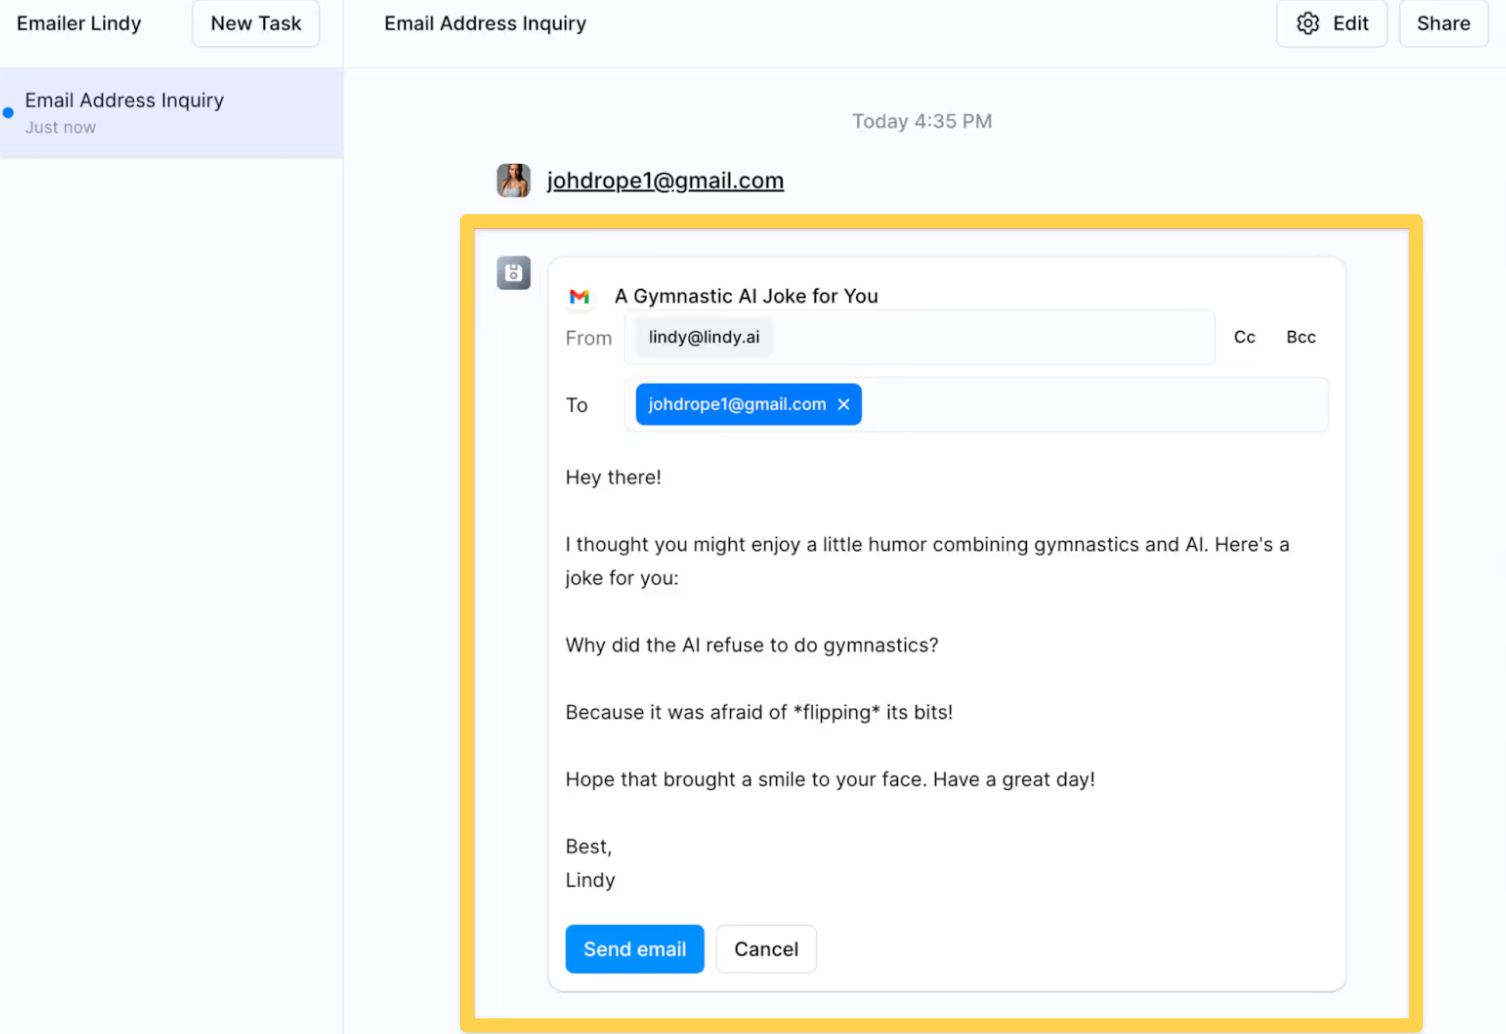 Emailer Lindy
New Task
Email Address Inquiry
Edit
Share
Email Address Inquiry
Just now
Today 4:35 PM
johdrope1@gmail.com
A Gymnastic AI Joke for You
From
lindy@lindy.ai
Cc
Bcc
To
johdrope1@gmail.com
Hey there!
I thought you might enjoy a little humor combining gymnastics and AI. Here's a
joke for you:
Why did the AI refuse to do gymnastics?
Because it was afraid of *flipping* its bits!
Hope that brought a smile to your face. Have a great day!
Best,
Lindy
Send email
Cancel